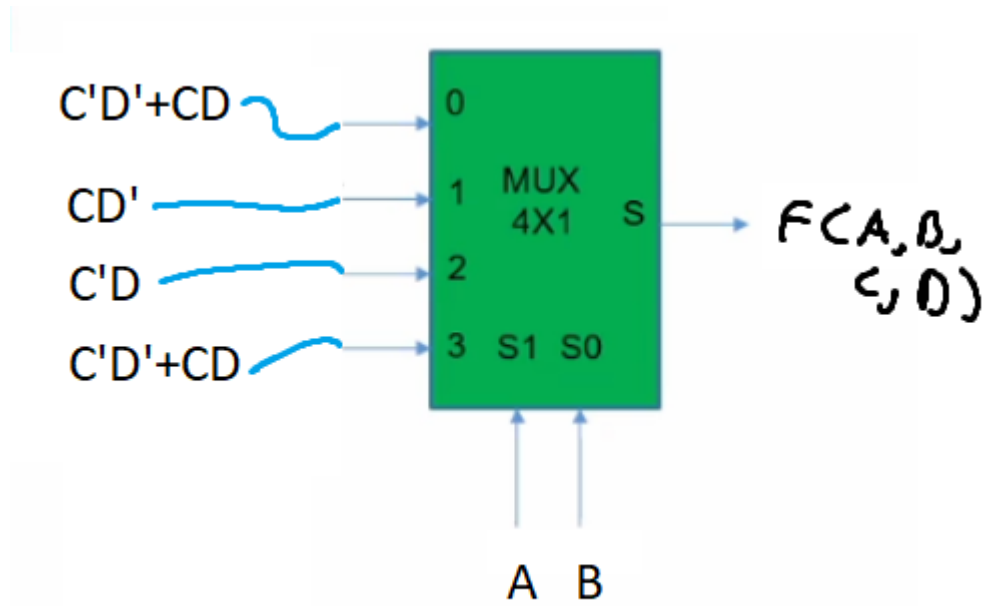 C'D'+CD
0
CD'
1
MUX
4X1
S
F(A,B,
C,D)
C'D
2
C'D'+CD
3 S1 S0
A B